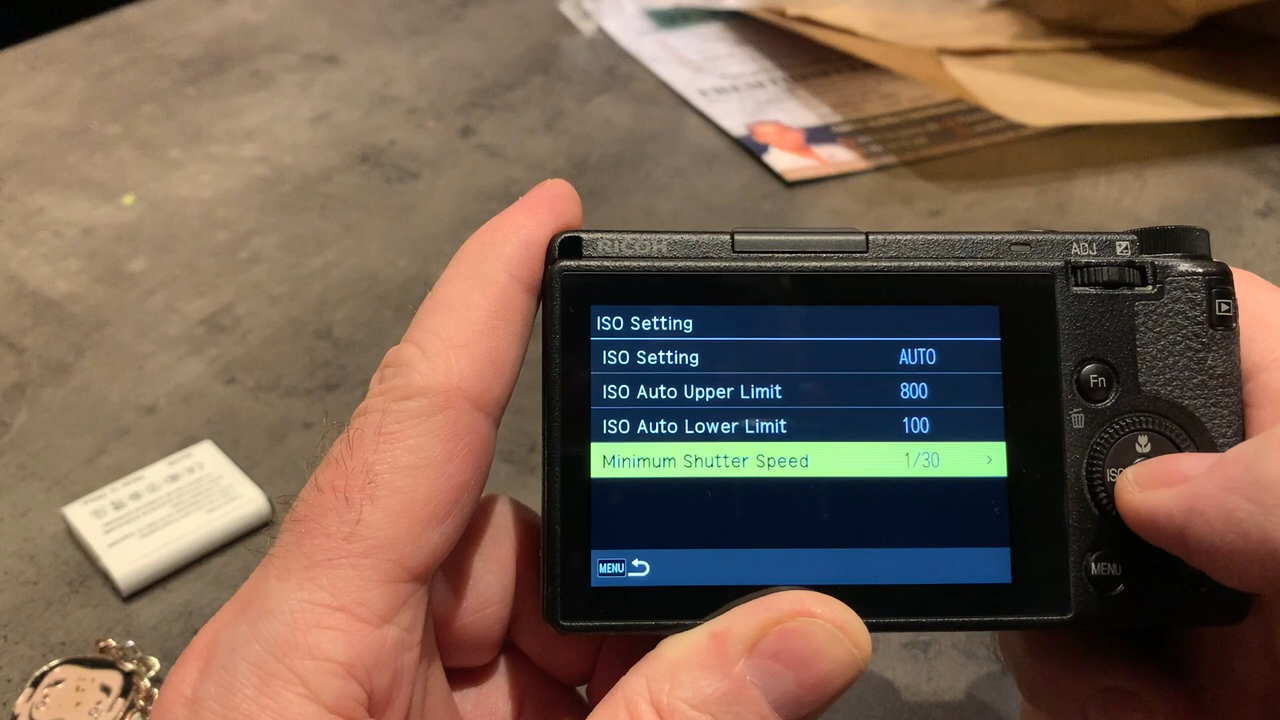 RICOH
ADJ
ISO Setting
ISO Setting AUTO
ISO Auto Upper Limit 800
ISO Auto Lower Limit 100
Minimum Shutter Speed 1/30 >
MENU
Fn
ISO
MENU